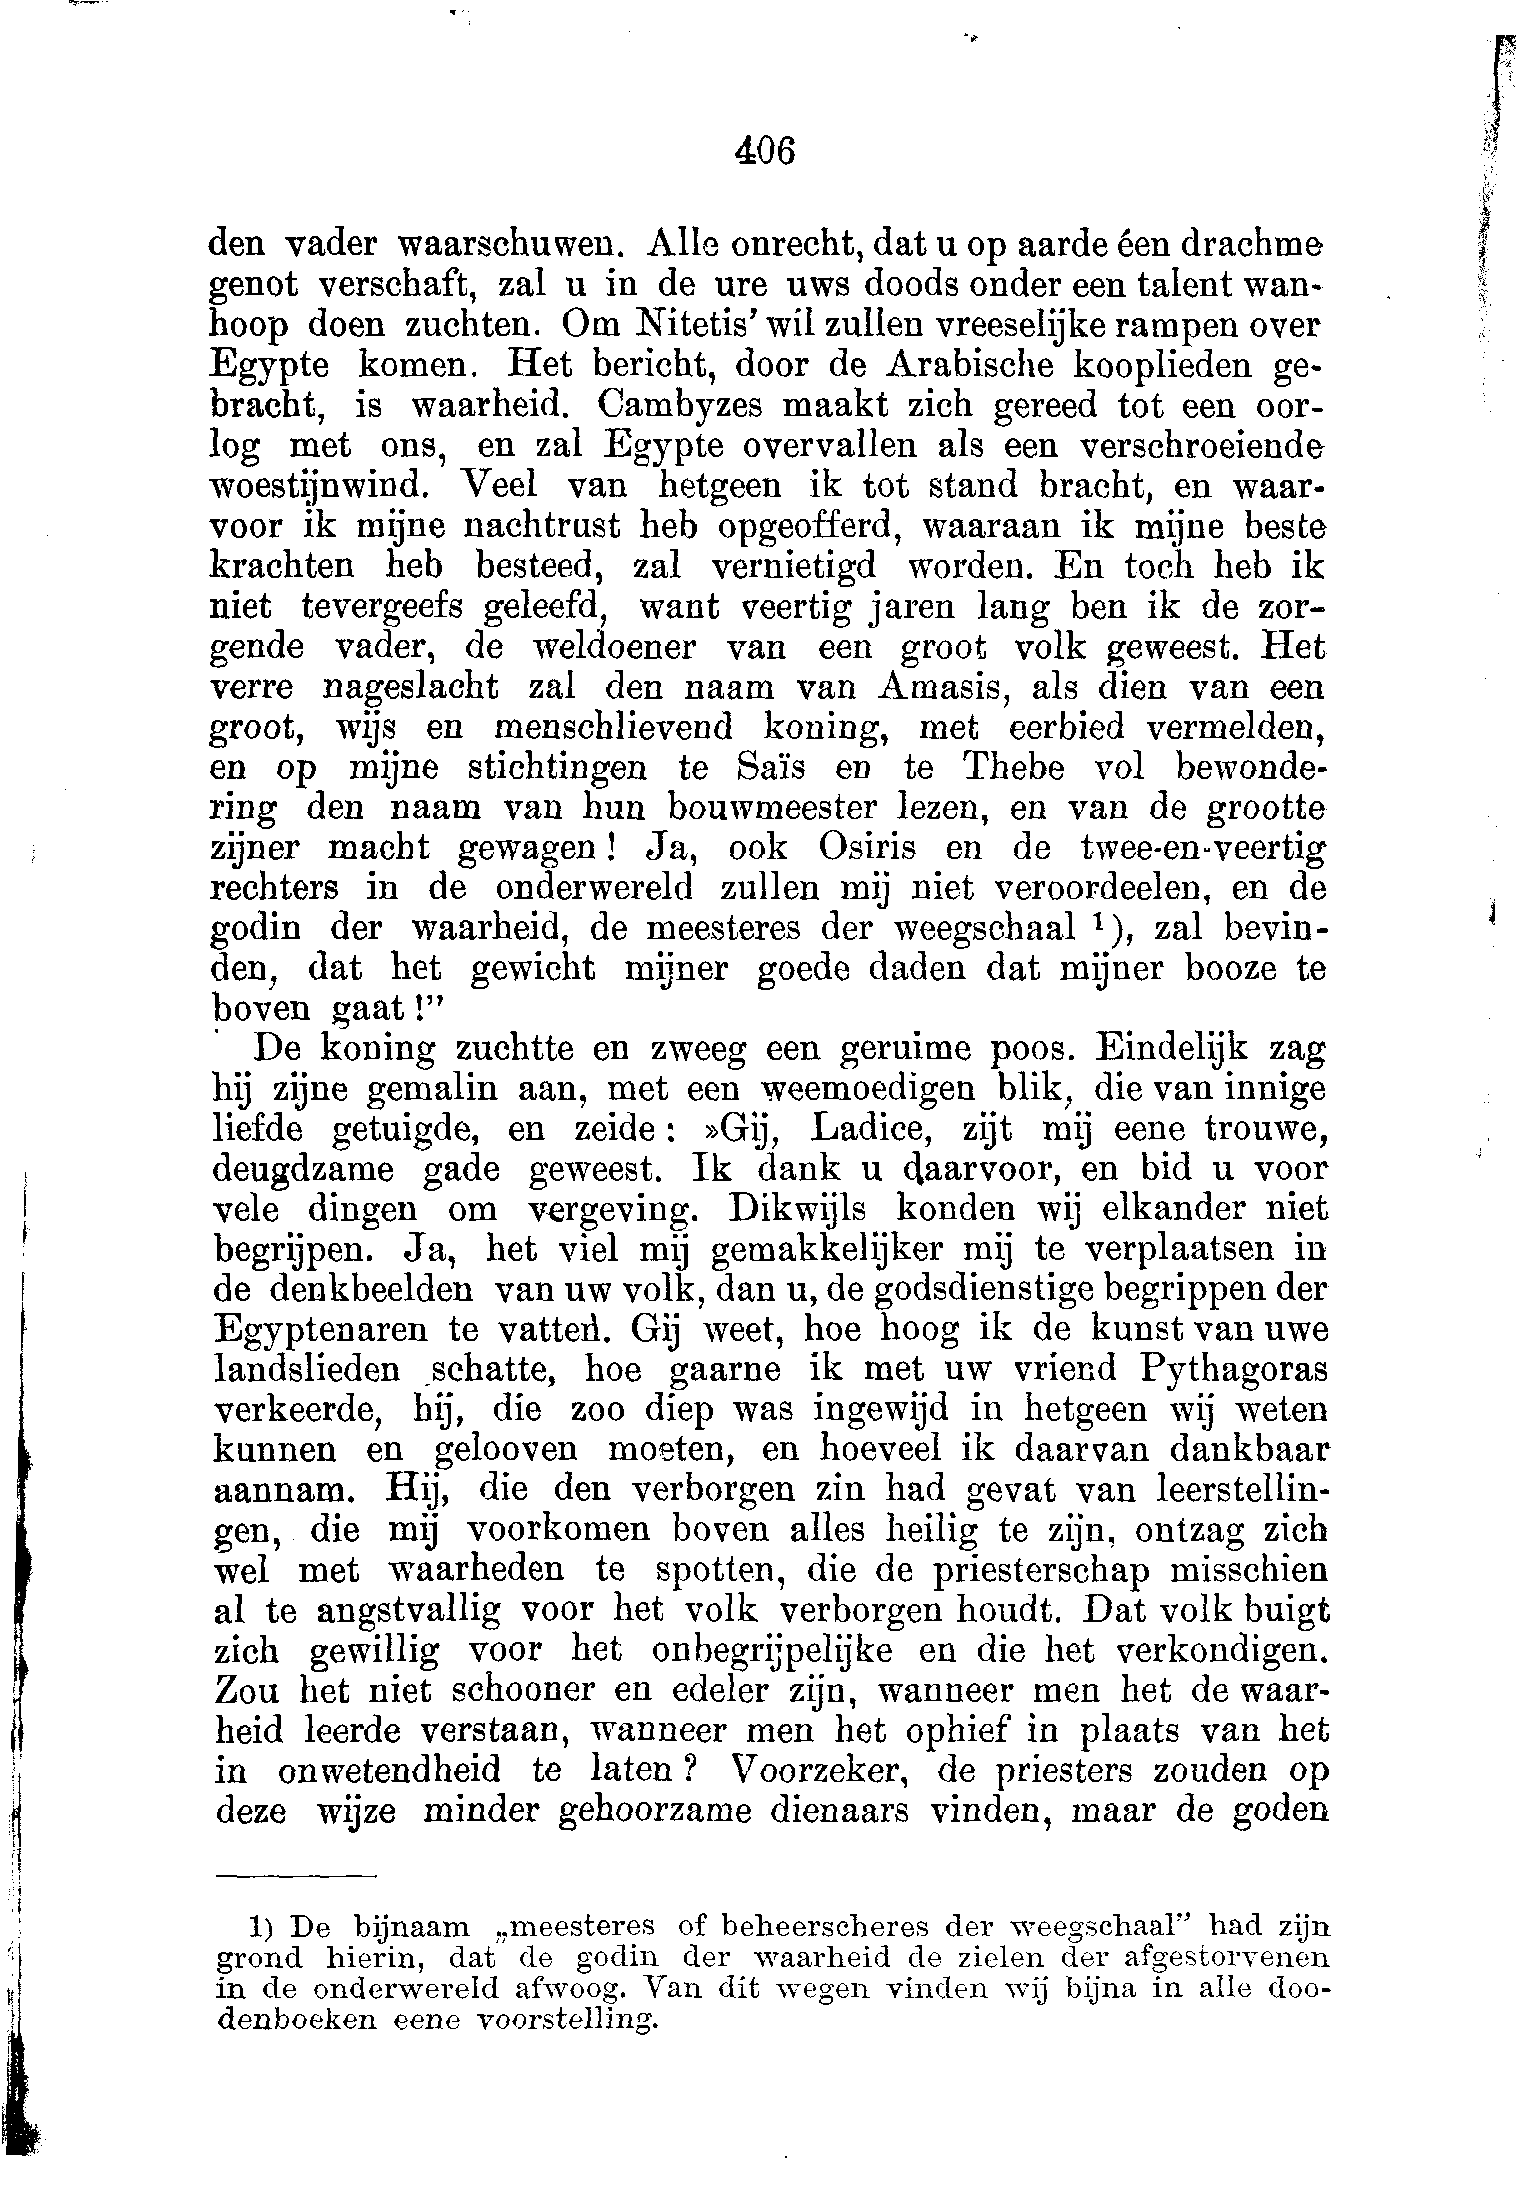 406
den vader waarschuwen. Alle onrecht, dat u op aarde éen drachme
genot verschaft, zal u in de ure uws doods onder een talent wan-
hoop doen zuchten. Om Nitetis' wil zullen vreeselijke rampen over
Egypte komen. Het bericht, door de Arabische kooplieden ge-
bracht, is waarheid. Cambyzes maakt zich gereed tot een oor-
log met ons, en zal Egypte overvallen als een verschroeiende
woestijnwind. Veel van hetgeen ik tot stand bracht, en waar-
voor ik mijne nachtrust heb opgeofferd, waaraan ik mijne beste
krachten heb besteed, zal vernietigd worden. En toch heb ik
niet tevergeefs geleefd, want veertig jaren lang ben ik de zor-
gende vader, de weldoener van een groot volk geweest. Het
verre nageslacht zal den naam van Amasis, als dien van een
groot, wijs en menschlievend koning, met eerbied vermelden,
en op mijne stichtingen te Saïs en te Thebe vol bewonde-
ring den naam van hun bouwmeester lezen, en van de grootte
zijner macht gewagen! Ja, ook Osiris en de twee-en-veertig
rechters in de onderwereld zullen mij niet veroordeelen, en de
godin der waarheid, de meesteres der weegschaal ¹), zal bevin-
den, dat het gewicht mijner goede daden dat mijner booze te
boven gaat!”
De koning zuchtte en zweeg een geruime poos. Eindelijk zag
hij zijne gemalin aan, met een weemoedigen blik, die van innige
liefde getuigde, en zeide: »Gij, Ladice, zijt mij eene trouwe,
deugdzame gade geweest. Ik dank u daarvoor, en bid u voor
vele dingen om vergeving. Dikwijls konden wij elkander niet
begrijpen. Ja, het viel mij gemakkelijker mij te verplaatsen in
de denkbeelden van uw volk, dan u, de godsdienstige begrippen der
Egyptenaren te vatten. Gij weet, hoe hoog ik de kunst van uwe
landslieden schatte, hoe gaarne ik met uw vriend Pythagoras
verkeerde, hij, die zoo diep was ingewijd in hetgeen wij weten
kunnen en gelooven moeten, en hoeveel ik daarvan dankbaar
aannam. Hij, die den verborgen zin had gevat van leerstellin-
gen, die mij voorkomen boven alles heilig te zijn, ontzag zich
wel met waarheden te spotten, die de priesterschap misschien
al te angstvallig voor het volk verborgen houdt. Dat volk buigt
zich gewillig voor het onbegrijpelijke en die het verkondigen.
Zou het niet schooner en edeler zijn, wanneer men het de waar-
heid leerde verstaan, wanneer men het ophief in plaats van het
in onwetendheid te laten? Voorzeker, de priesters zouden op
deze wijze minder gehoorzame dienaars vinden, maar de goden
1) De bijnaam „meesteres of beheerscheres der weegschaal” had zijn
grond hierin, dat de godin der waarheid de zielen der afgestorvenen
in de onderwereld afwoog. Van dit wegen vinden wij bijna in alle doo-
denboeken eene voorstelling.